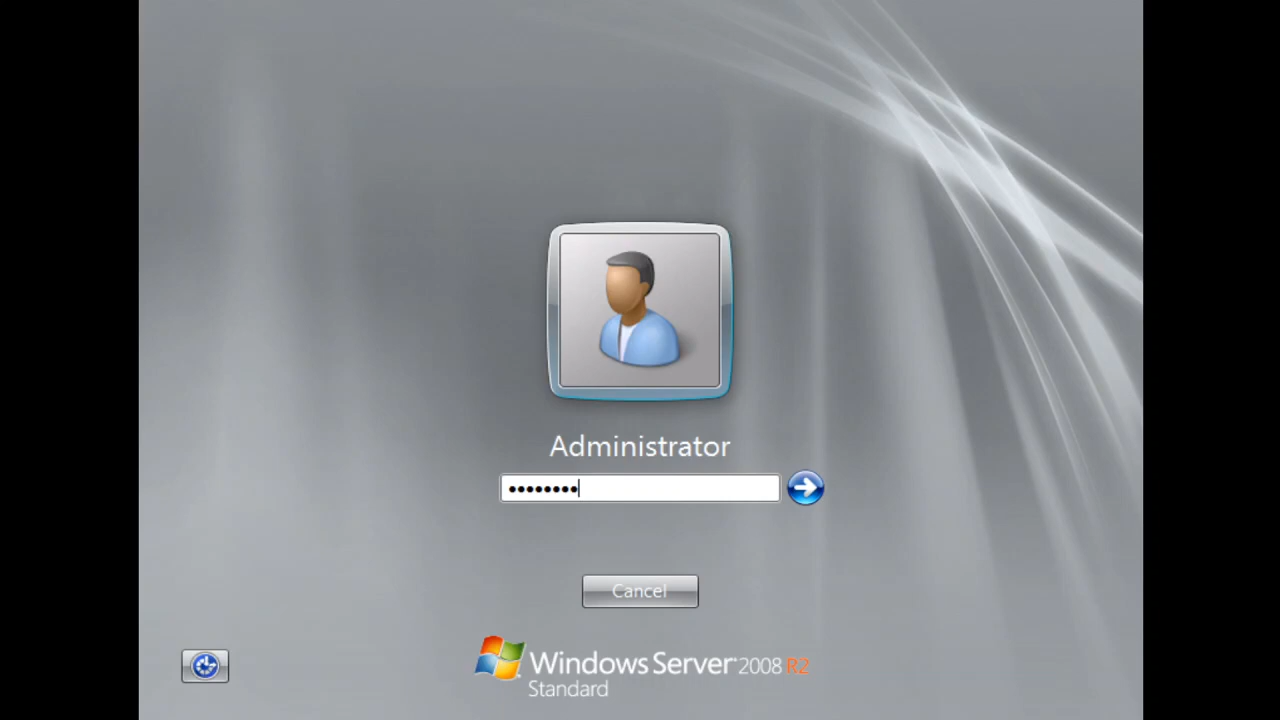 Administrator
••••••••
Cancel
Windows Server 2008 R2
Standard